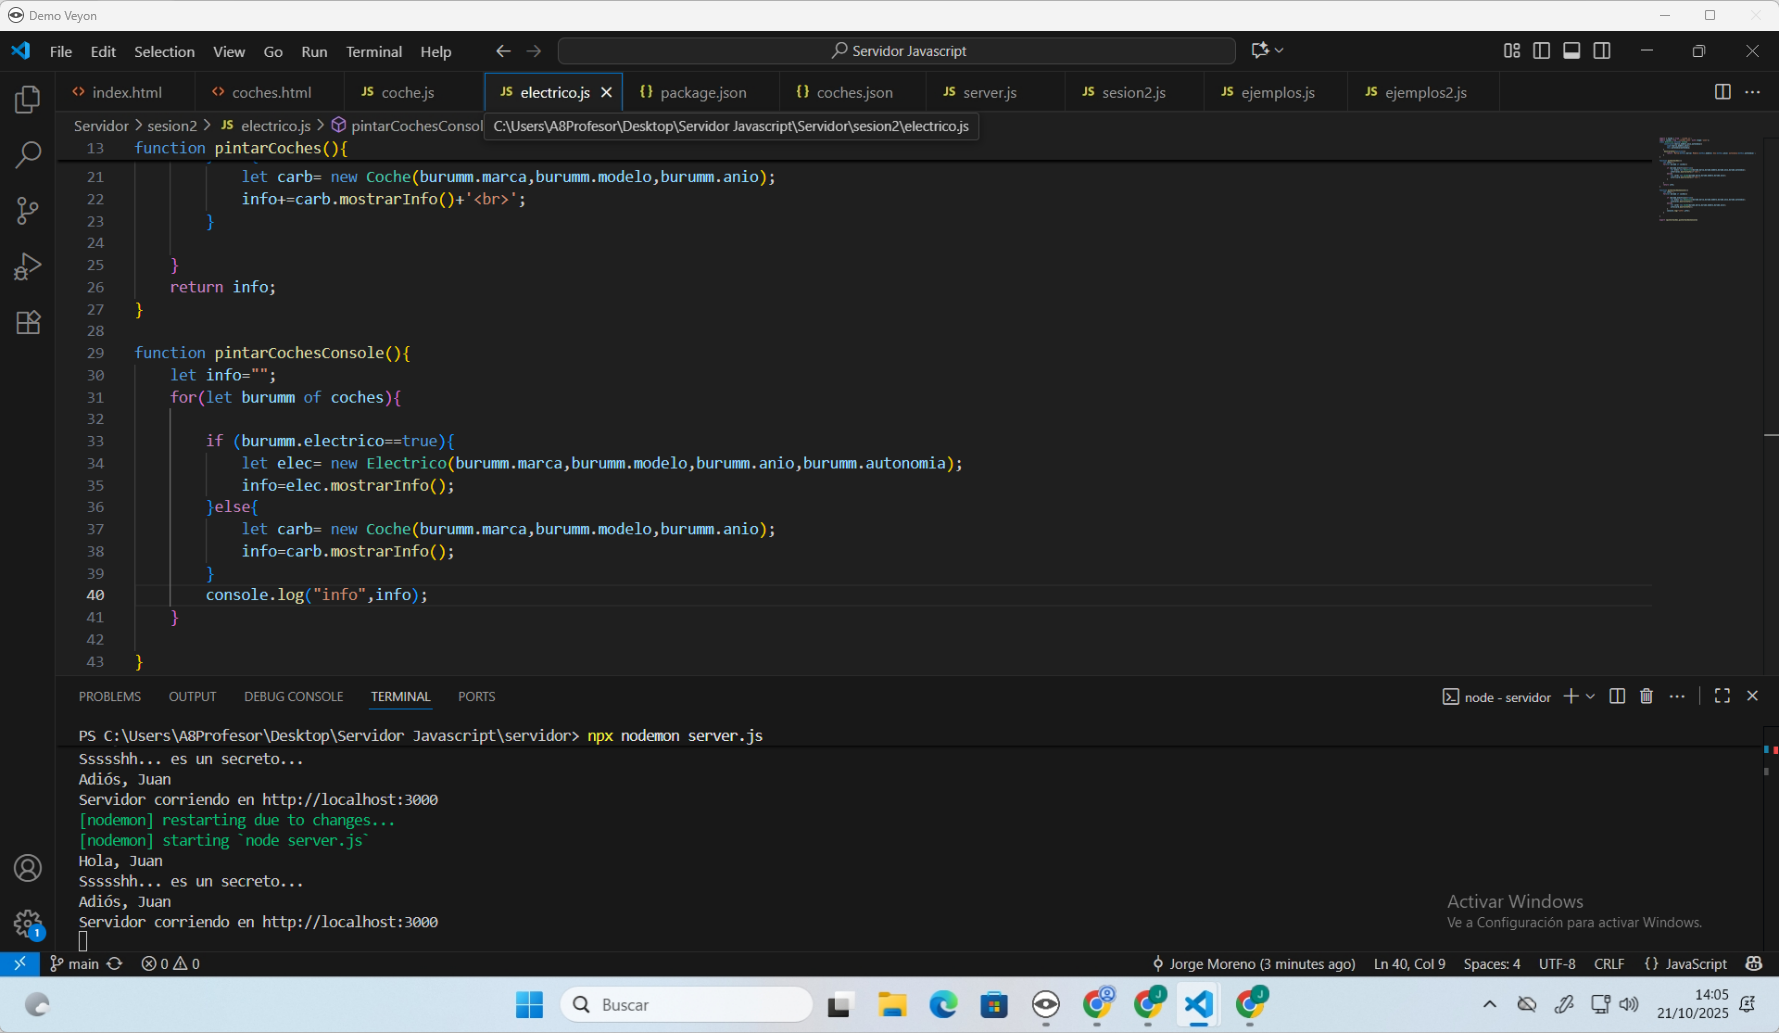 Demo Veyon
File Edit Selection View Go Run Terminal Help
Servidor Javascript
index.html coches.html JS coche.js JS electrico.js {} package.json {} coches.json JS server.js JS sesion2.js JS ejemplos.js JS ejemplos2.js
Servidor > sesion2 > JS electrico.js > pintarCochesConsol
C:\Users\A8Profesor\Desktop\Servidor Javascript\Servidor\sesion2\electrico.js
13 function pintarCoches(){
21 let carb= new Coche(burumm.marca,burumm.modelo,burumm.anio);
22 info+=carb.mostrarInfo()+'<br>';
23 }
24
25 }
26 return info;
27 }
28
29 function pintarCochesConsole(){
30 let info="";
31 for(let burumm of coches){
32
33 if (burumm.electrico==true){
34 let elec= new Electrico(burumm.marca,burumm.modelo,burumm.anio,burumm.autonomia);
35 info=elec.mostrarInfo();
36 }else{
37 let carb= new Coche(burumm.marca,burumm.modelo,burumm.anio);
38 info=carb.mostrarInfo();
39 }
40 console.log("info",info);
41 }
42
43 }
PROBLEMS OUTPUT DEBUG CONSOLE TERMINAL PORTS
node - servidor
PS C:\Users\A8Profesor\Desktop\Servidor Javascript\servidor> npx nodemon server.js
Ssssshh... es un secreto...
Adiós, Juan
Servidor corriendo en http://localhost:3000
[nodemon] restarting due to changes...
[nodemon] starting `node server.js`
Hola, Juan
Ssssshh... es un secreto...
Adiós, Juan
Servidor corriendo en http://localhost:3000
Activar Windows
Ve a Configuración para activar Windows.
1
main 0 0
Jorge Moreno (3 minutes ago) Ln 40, Col 9 Spaces: 4 UTF-8 CRLF {} JavaScript
Buscar
J
J
14:05
21/10/2025